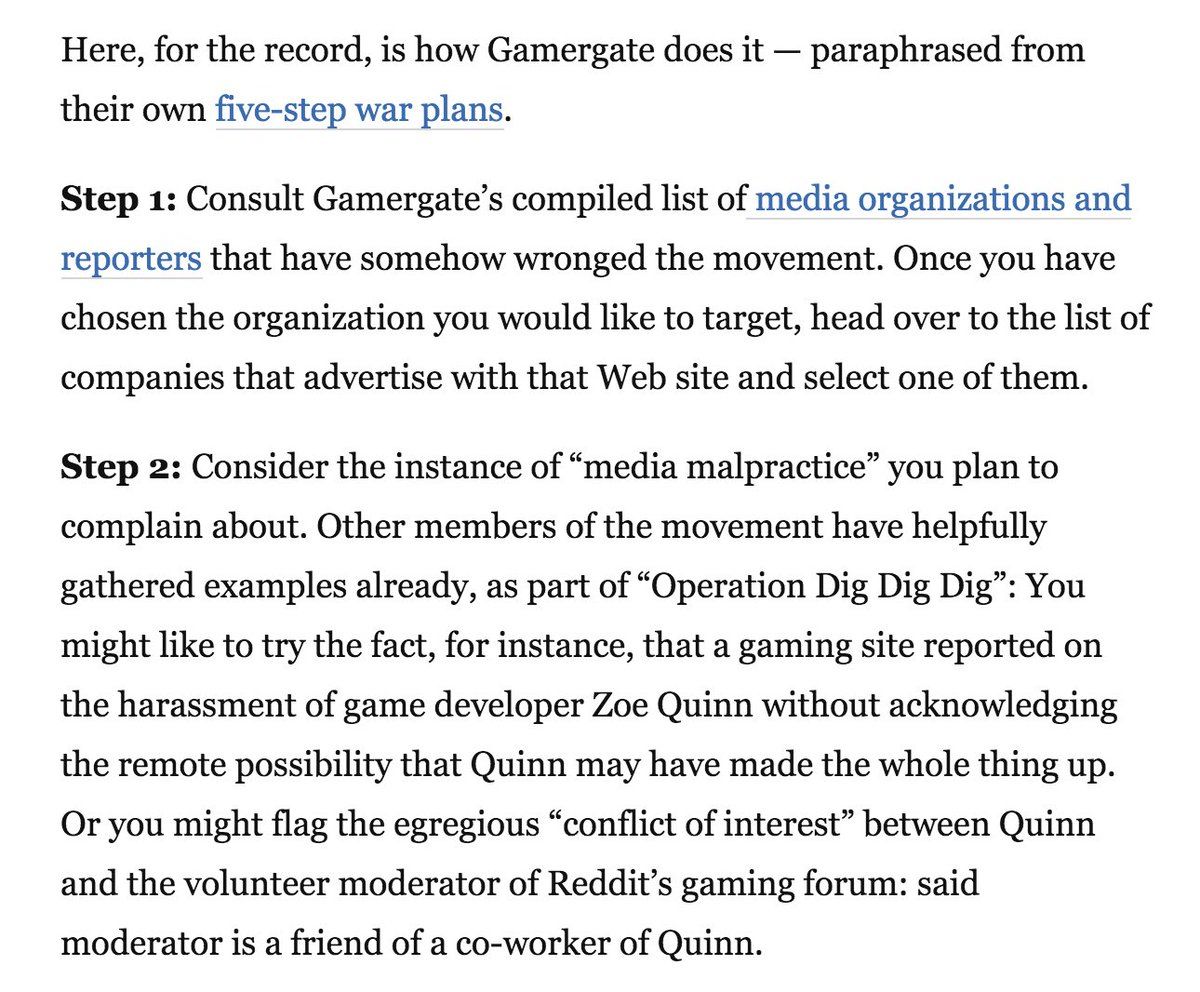 Here, for the record, is how Gamergate does it — paraphrased from
their own five-step war plans.
Step 1: Consult Gamergate’s compiled list of media organizations and
reporters that have somehow wronged the movement. Once you have
chosen the organization you would like to target, head over to the list of
companies that advertise with that Web site and select one of them.
Step 2: Consider the instance of “media malpractice” you plan to
complain about. Other members of the movement have helpfully
gathered examples already, as part of “Operation Dig Dig Dig”: You
might like to try the fact, for instance, that a gaming site reported on
the harassment of game developer Zoe Quinn without acknowledging
the remote possibility that Quinn may have made the whole thing up.
Or you might flag the egregious “conflict of interest” between Quinn
and the volunteer moderator of Reddit’s gaming forum: said
moderator is a friend of a co-worker of Quinn.